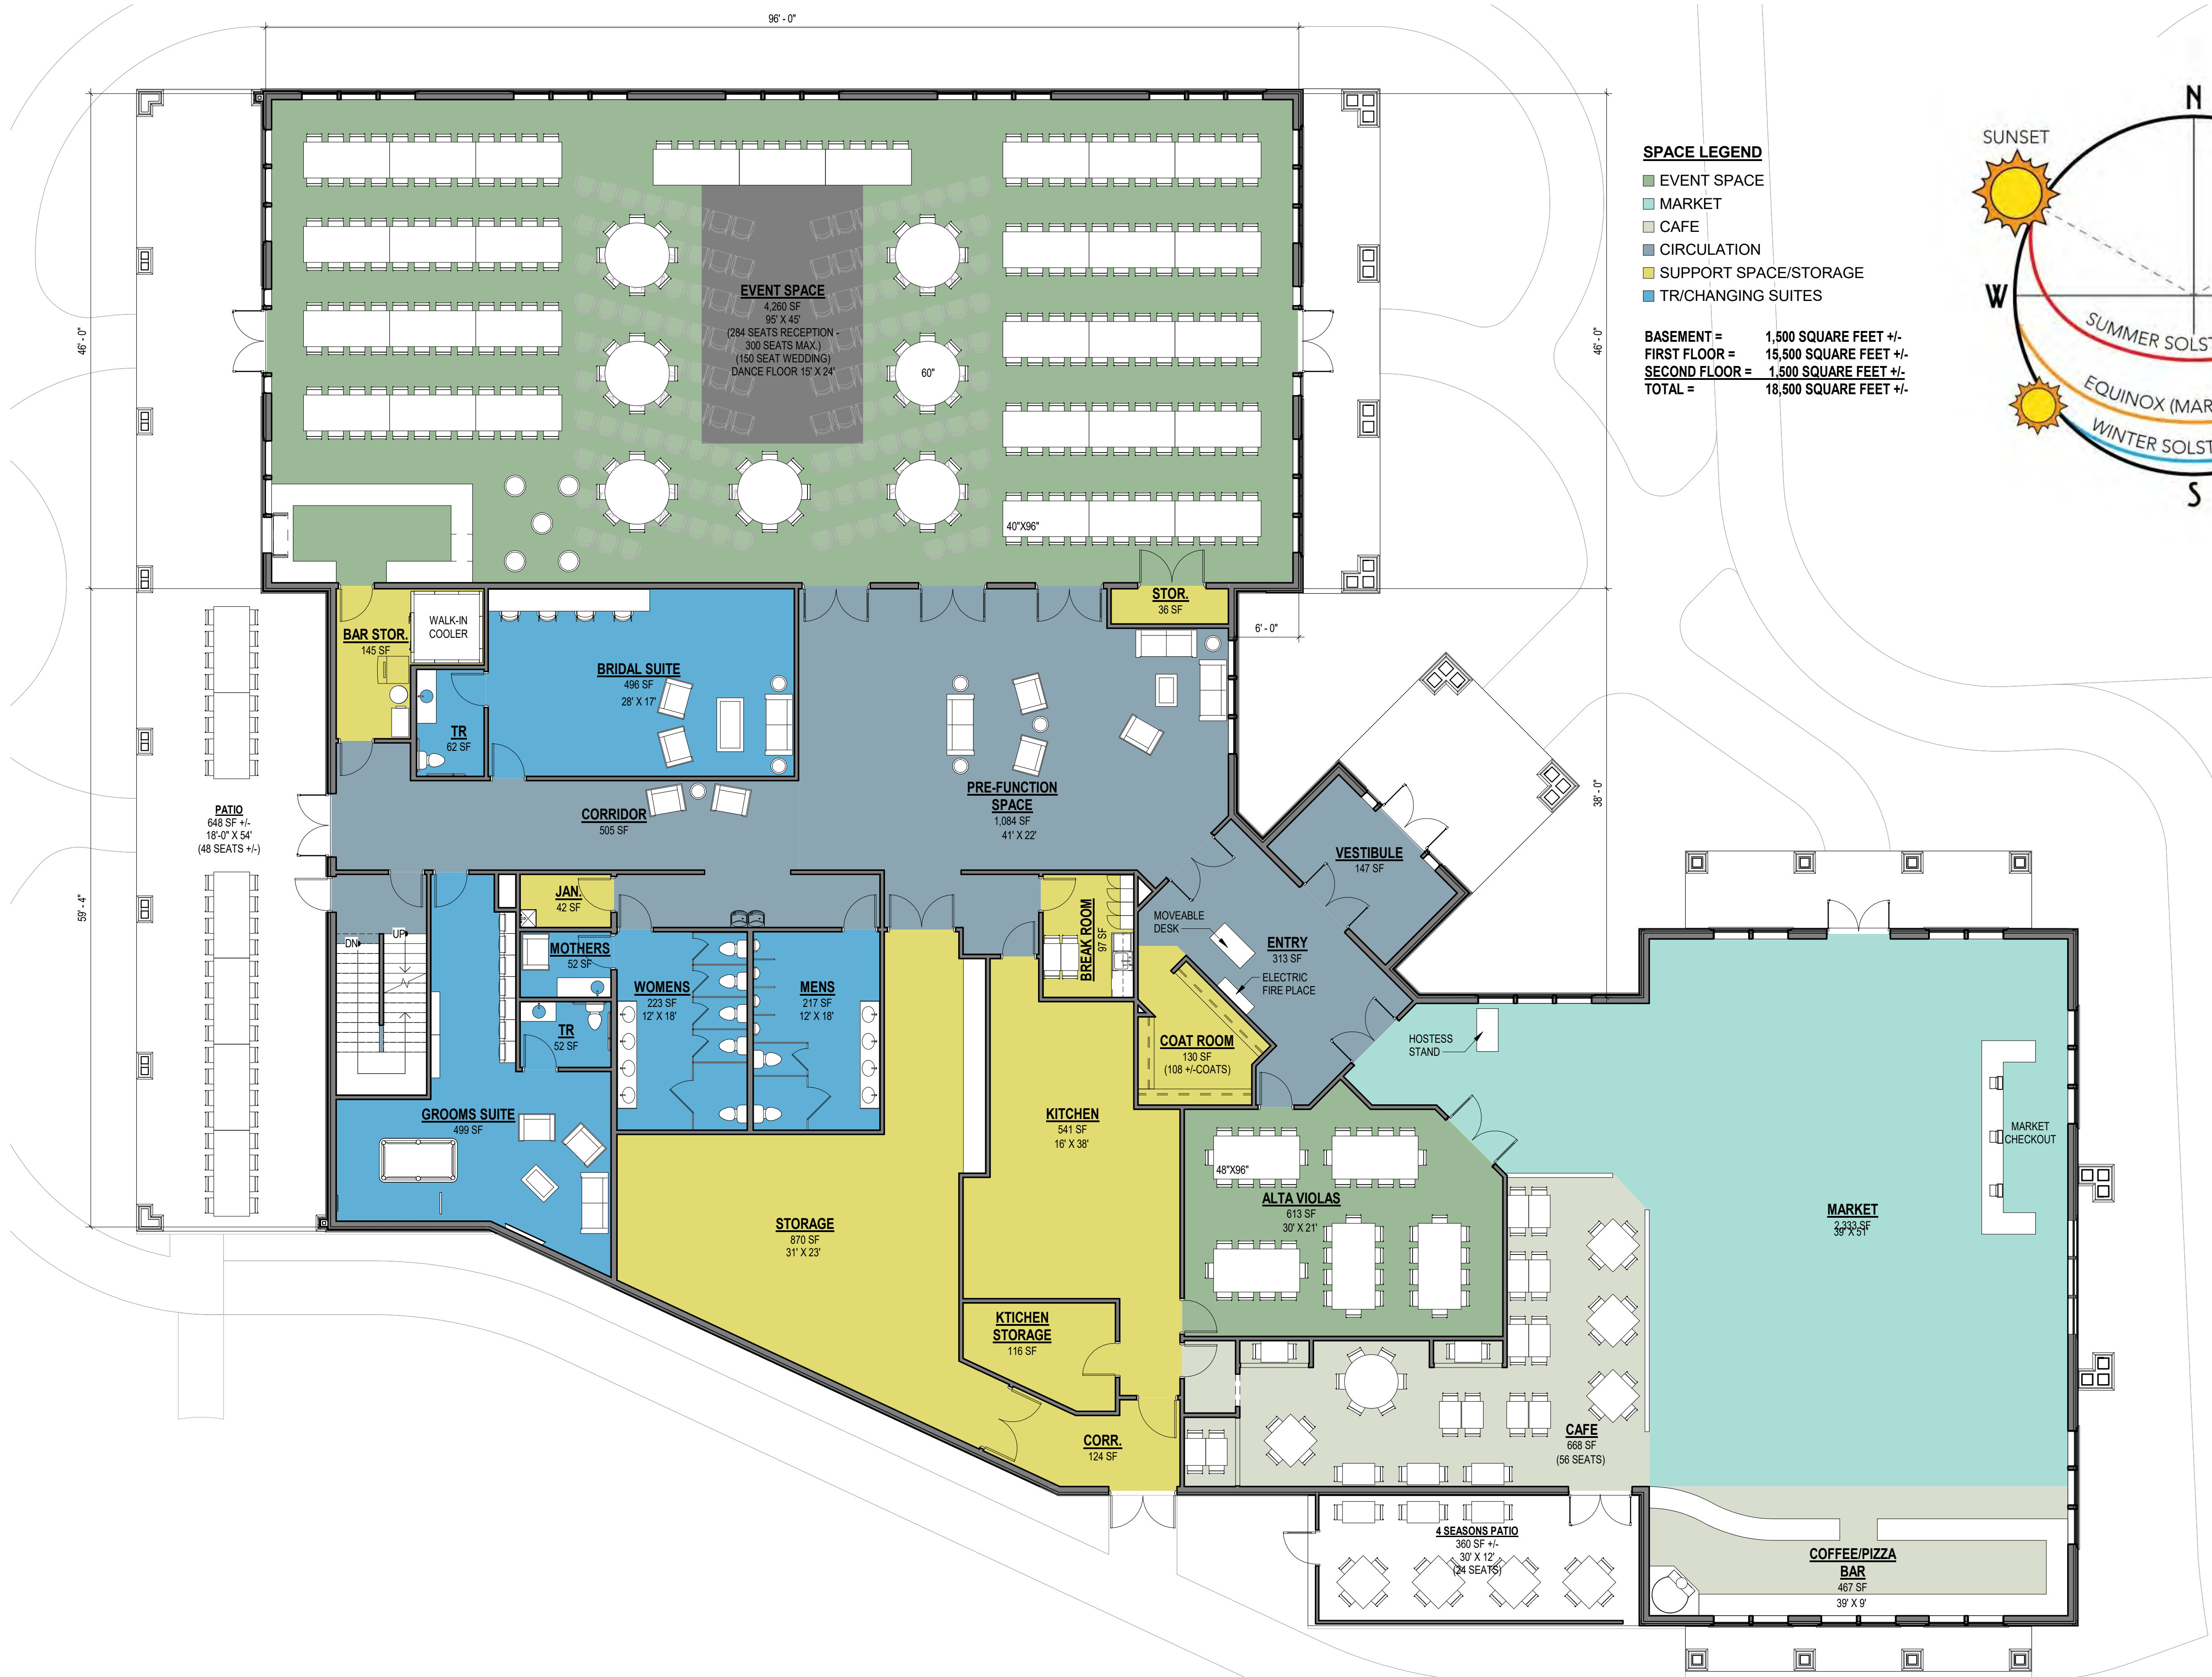 96' - 0"
N
SUNSET
W
SUMMER SOLST
EQUINOX (MAR
WINTER SOLST
S
SPACE LEGEND
EVENT SPACE
MARKET
CAFE
CIRCULATION
SUPPORT SPACE/STORAGE
TR/CHANGING SUITES
BASEMENT = 1,500 SQUARE FEET +/-
FIRST FLOOR = 15,500 SQUARE FEET +/-
SECOND FLOOR = 1,500 SQUARE FEET +/-
TOTAL = 18,500 SQUARE FEET +/-
46' - 0"
46' - 0"
EVENT SPACE
4,260 SF
95' X 45'
(284 SEATS RECEPTION -
300 SEATS MAX.)
(150 SEAT WEDDING)
DANCE FLOOR 15' X 24'
60"
40"X96"
STOR.
36 SF
6' - 0"
BAR STOR.
145 SF
WALK-IN
COOLER
BRIDAL SUITE
496 SF
28' X 17'
TR
62 SF
PRE-FUNCTION
SPACE
1,084 SF
41' X 22'
38' - 0"
PATIO
648 SF +/-
18'-0" X 54'
(48 SEATS +/-)
CORRIDOR
505 SF
VESTIBULE
147 SF
59' - 4"
JAN.
42 SF
BREAK ROOM
97 SF
MOVEABLE
DESK
ENTRY
313 SF
ELECTRIC
FIRE PLACE
DN
UP
MOTHERS
52 SF
WOMENS
223 SF
12' X 18'
MENS
217 SF
12' X 18'
TR
52 SF
COAT ROOM
130 SF
(108 +/-COATS)
HOSTESS
STAND
GROOMS SUITE
499 SF
KITCHEN
541 SF
16' X 38'
MARKET
CHECKOUT
48"X96"
ALTA VIOLAS
613 SF
30' X 21'
STORAGE
870 SF
31' X 23'
MARKET
2,333 SF
39' X 51'
KTICHEN
STORAGE
116 SF
CORR.
124 SF
CAFE
668 SF
(56 SEATS)
4 SEASONS PATIO
360 SF +/-
30' X 12'
(24 SEATS)
COFFEE/PIZZA
BAR
467 SF
39' X 9'